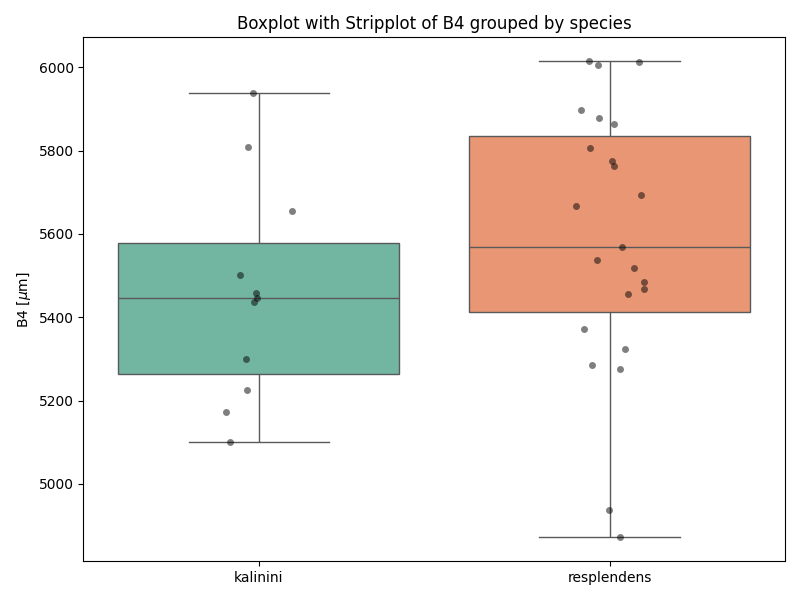 Boxplot with Stripplot of B4 grouped by species
B4 [μm]
6000
5800
5600
5400
5200
5000
kalinini
resplendens